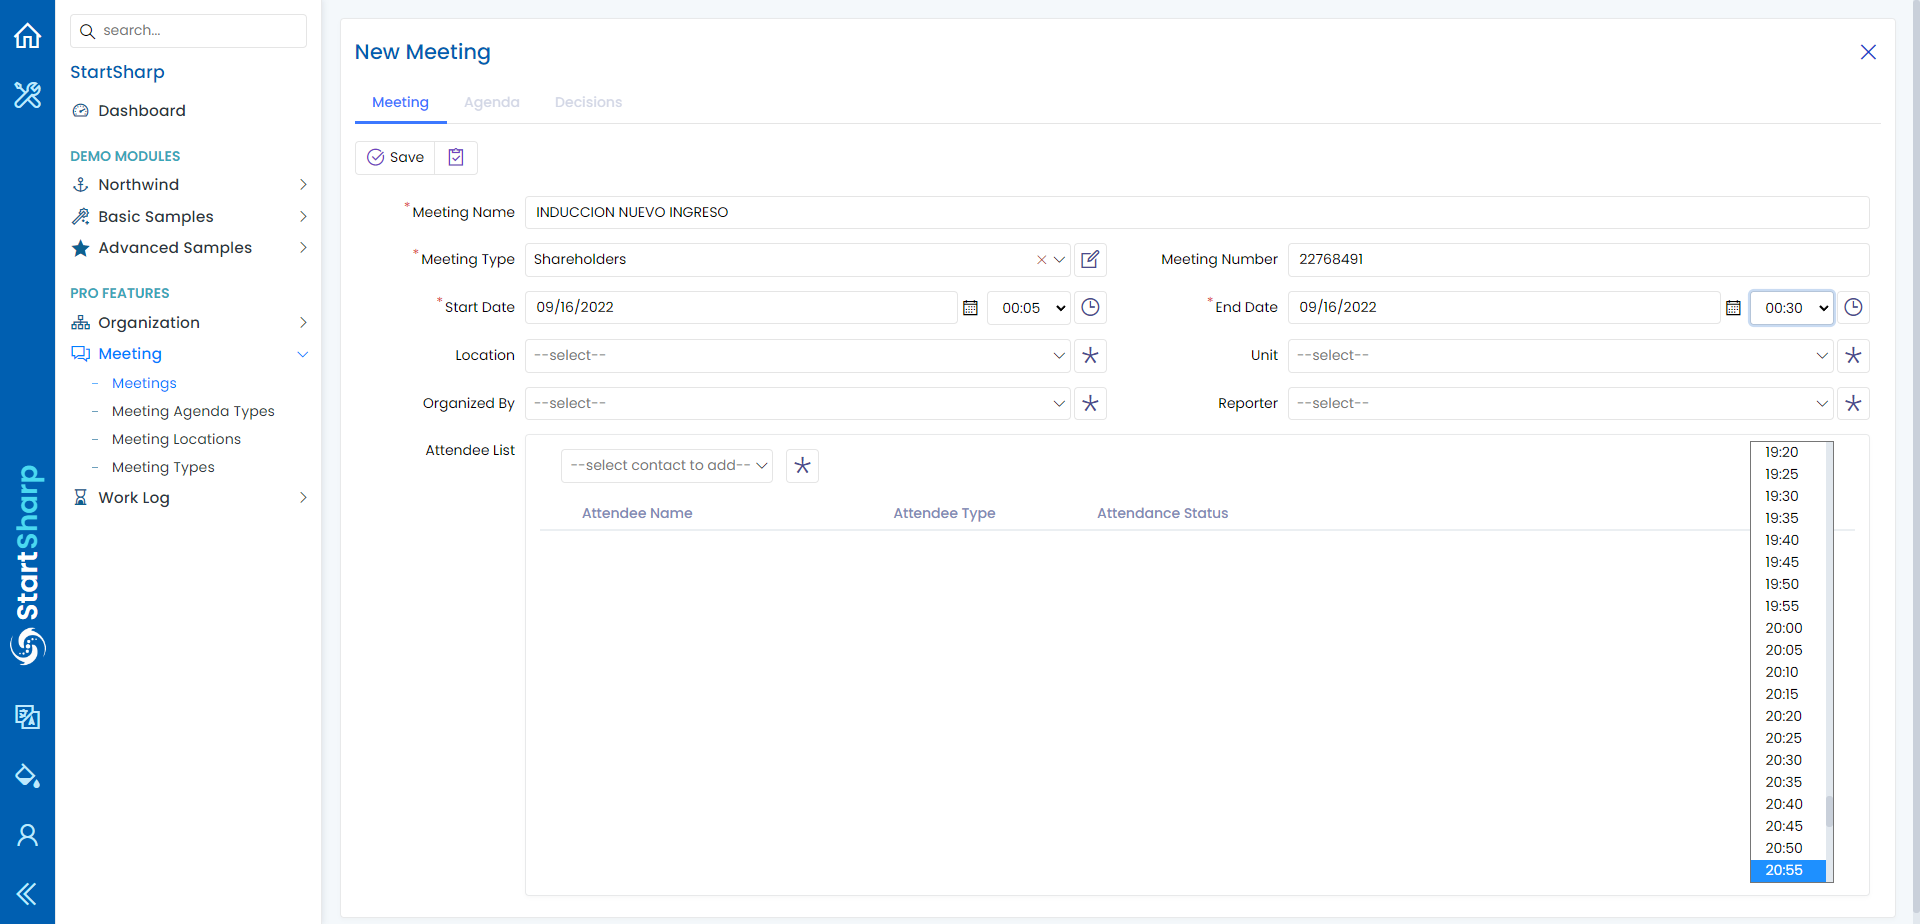 search...
StartSharp
Dashboard
DEMO MODULES
Northwind
Basic Samples
Advanced Samples
PRO FEATURES
Organization
Meeting
- Meetings
- Meeting Agenda Types
- Meeting Locations
- Meeting Types
Work Log
StartSharp
New Meeting
Meeting Agenda Decisions
Save
*Meeting Name INDUCCION NUEVO INGRESO
*Meeting Type Shareholders Meeting Number 22768491
*Start Date 09/16/2022 00:05 *End Date 09/16/2022 00:30
Location --select-- Unit --select--
Organized By --select-- Reporter --select--
Attendee List
--select contact to add--
Attendee Name Attendee Type Attendance Status
19:20
19:25
19:30
19:35
19:40
19:45
19:50
19:55
20:00
20:05
20:10
20:15
20:20
20:25
20:30
20:35
20:40
20:45
20:50
20:55